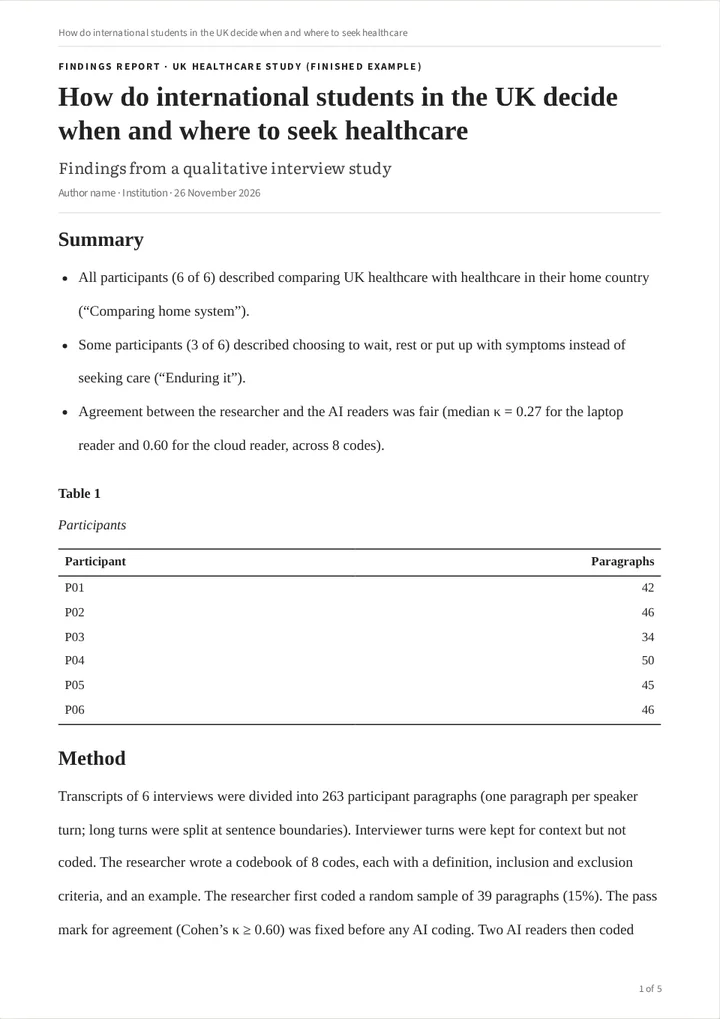 How do international students in the UK decide when and where to seek healthcare
FINDINGS REPORT · UK HEALTHCARE STUDY (FINISHED EXAMPLE)
How do international students in the UK decide
when and where to seek healthcare
Findings from a qualitative interview study
Author name · Institution · 26 November 2026
Summary
• All participants (6 of 6) described comparing UK healthcare with healthcare in their home country
(“Comparing home system”).
• Some participants (3 of 6) described choosing to wait, rest or put up with symptoms instead of
seeking care (“Enduring it”).
• Agreement between the researcher and the AI readers was fair (median κ = 0.27 for the laptop
reader and 0.60 for the cloud reader, across 8 codes).
Table 1
Participants
Participant Paragraphs
P01 42
P02 46
P03 34
P04 50
P05 45
P06 46
Method
Transcripts of 6 interviews were divided into 263 participant paragraphs (one paragraph per speaker
turn; long turns were split at sentence boundaries). Interviewer turns were kept for context but not
coded. The researcher wrote a codebook of 8 codes, each with a definition, inclusion and exclusion
criteria, and an example. The researcher first coded a random sample of 39 paragraphs (15%). The pass
mark for agreement (Cohen’s κ ≥ 0.60) was fixed before any AI coding. Two AI readers then coded
1 of 5